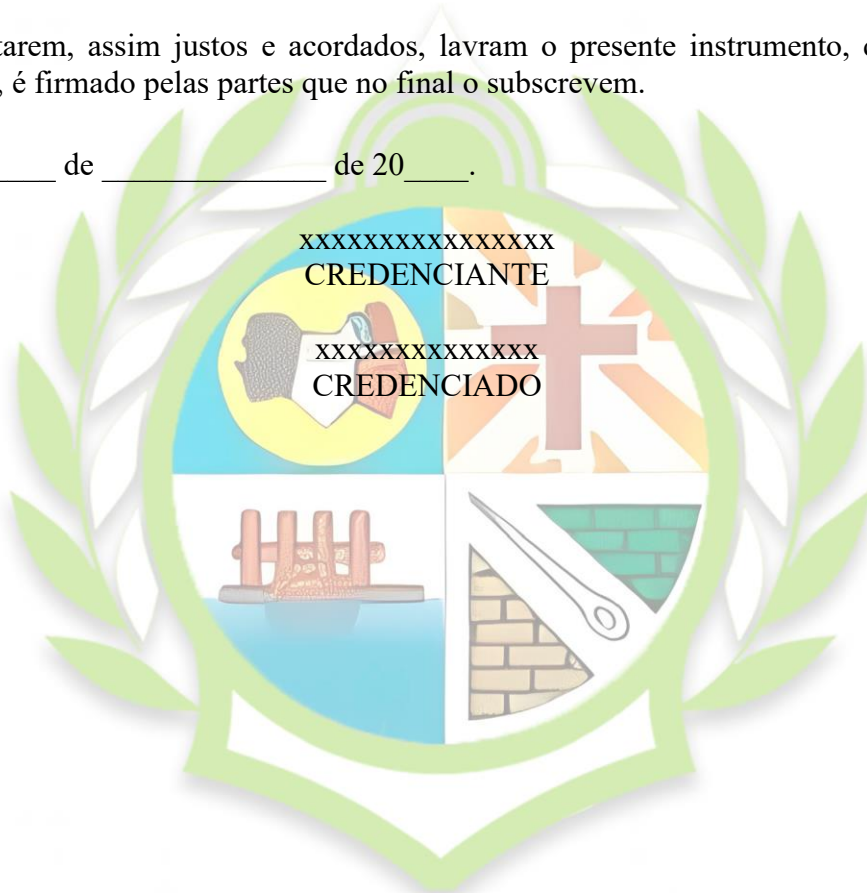 assim justos e acordados, lavram o presente instrumento,
é firmado pelas partes que no final o subscrevem.
____ de ______________ de 20____.
xxxxxxxxxxxxxxxx
CREDENCIANTE
xxxxxxxxxxxxxx
CREDENCIADO